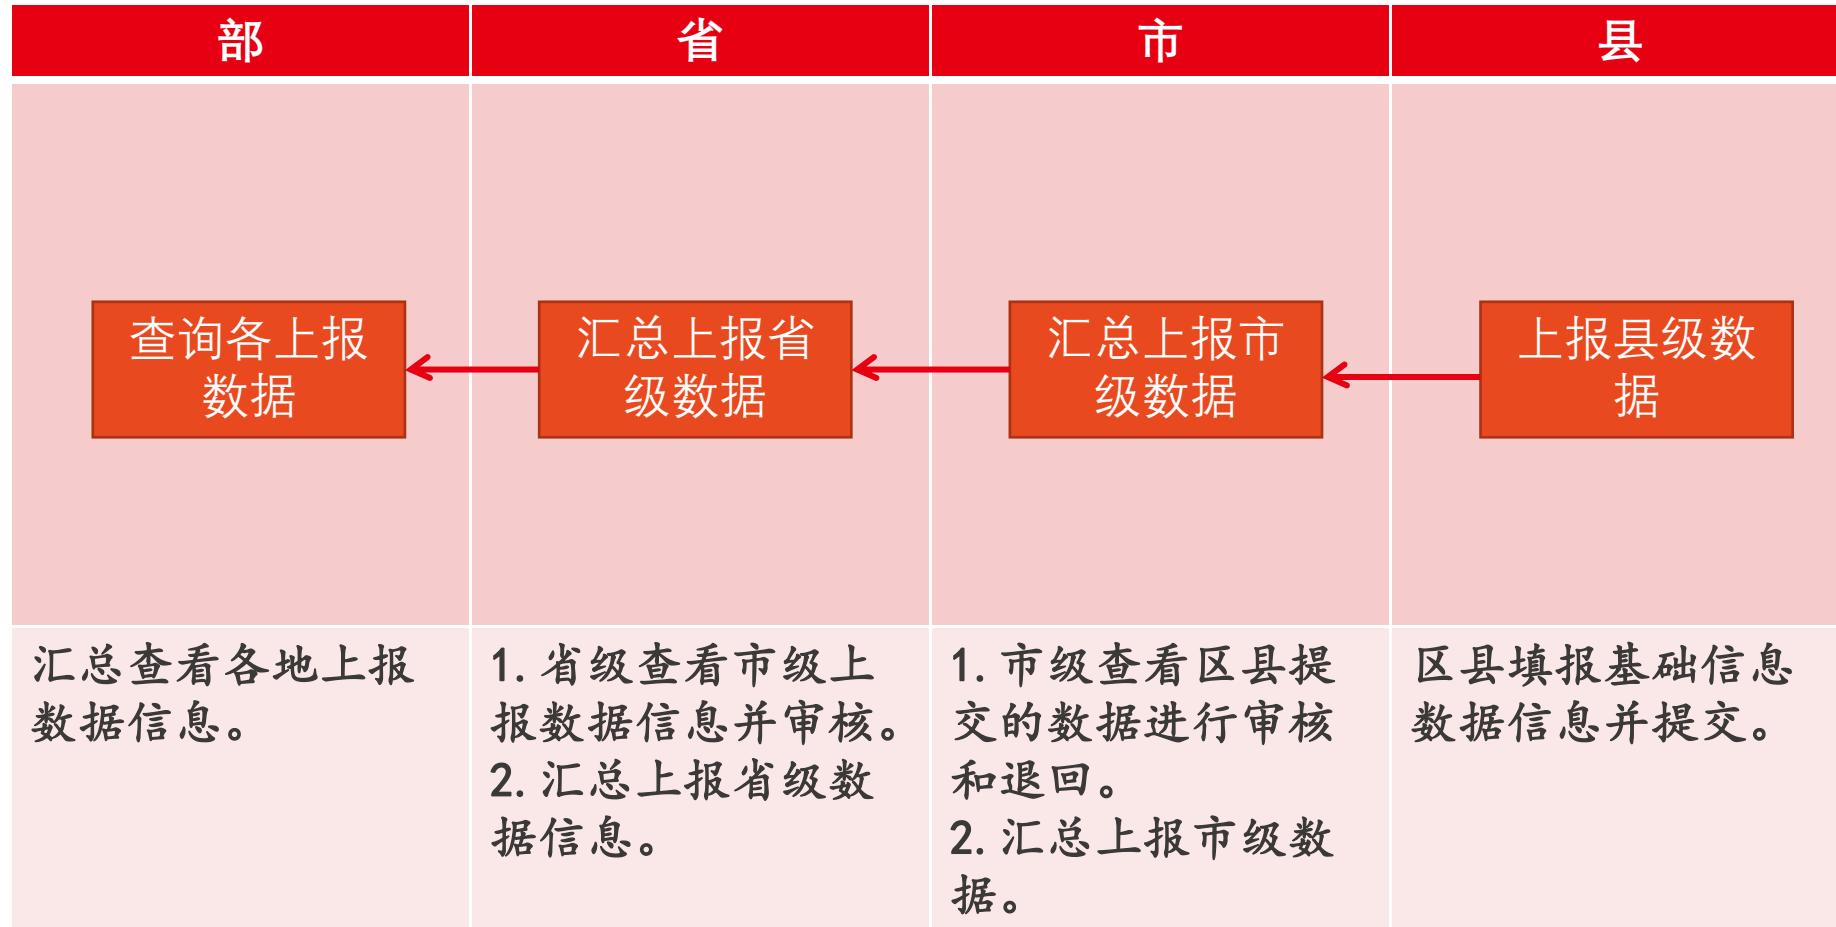 部
省
市
县
查询各上报
数据
汇总上报省
级数据
汇总上报市
级数据
上报县级数
据
汇总查看各地上报
数据信息。
1.省级查看市级上
报数据信息并审核。
2.汇总上报省级数
据信息。
1.市级查看区县提
交的数据进行审核
和退回。
2.汇总上报市级数
据。
区县填报基础信息
数据信息并提交。